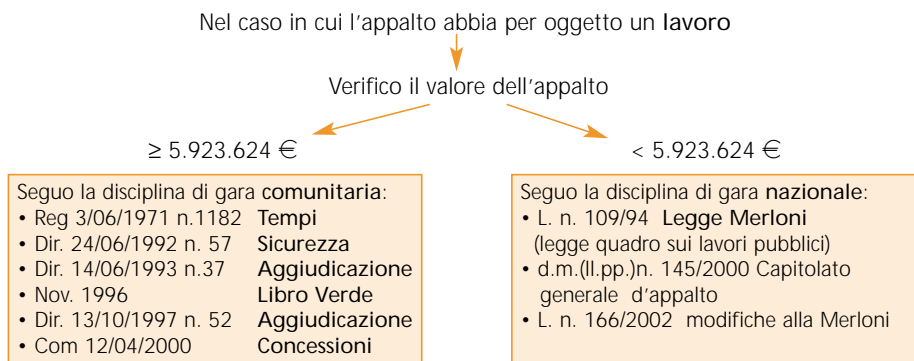 Nel caso in cui l'appalto abbia per oggetto un lavoro
Verifico il valore dell'appalto
≥ 5.923.624 €
Seguo la disciplina di gara comunitaria:
• Reg 3/06/1971 n.1182 Tempi
• Dir. 24/06/1992 n. 57 Sicurezza
• Dir. 14/06/1993 n.37 Aggiudicazione
• Nov. 1996 Libro Verde
• Dir. 13/10/1997 n. 52 Aggiudicazione
• Com 12/04/2000 Concessioni
< 5.923.624 €
Seguo la disciplina di gara nazionale:
• L. n. 109/94 Legge Merloni
(legge quadro sui lavori pubblici)
• d.m.(ll.pp.)n. 145/2000 Capitolato
generale d'appalto
• L. n. 166/2002 modifiche alla Merloni